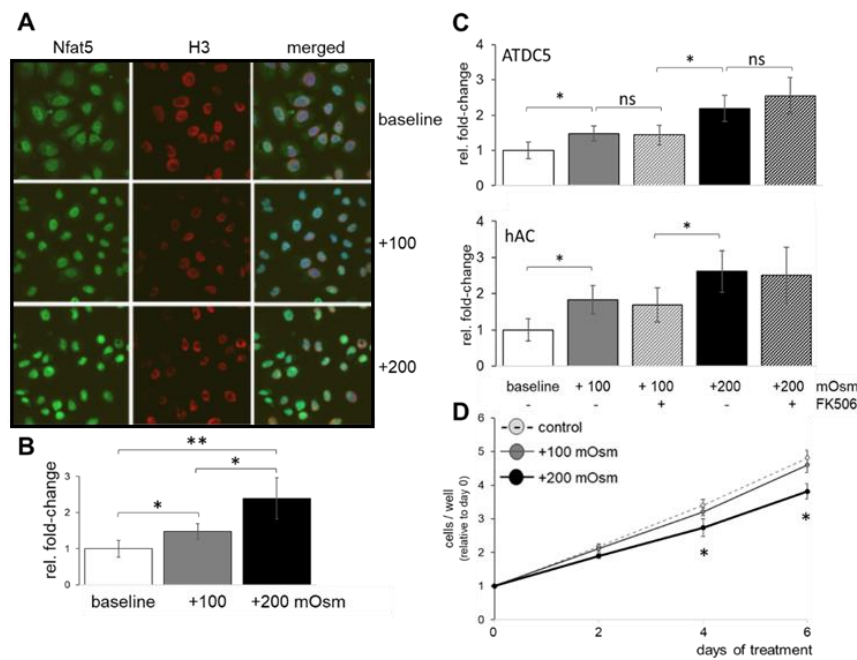 A
Nfat5 H3 merged
baseline
+100
+200
B
rel. fold-change
3
2
1
0
**
*
*
baseline +100 +200 mOsm
C
ATDC5
rel. fold-change
4
3
2
1
0
*
ns
*
ns
hAC
rel. fold-change
4
3
2
1
0
*
*
baseline + 100 + 100 +200 +200 mOsm
- - + - + FK506
D
control
+100 mOsm
+200 mOsm
cells / well
(relative to day 0)
6
5
4
3
2
1
0
*
*
0 2 4 6
days of treatment